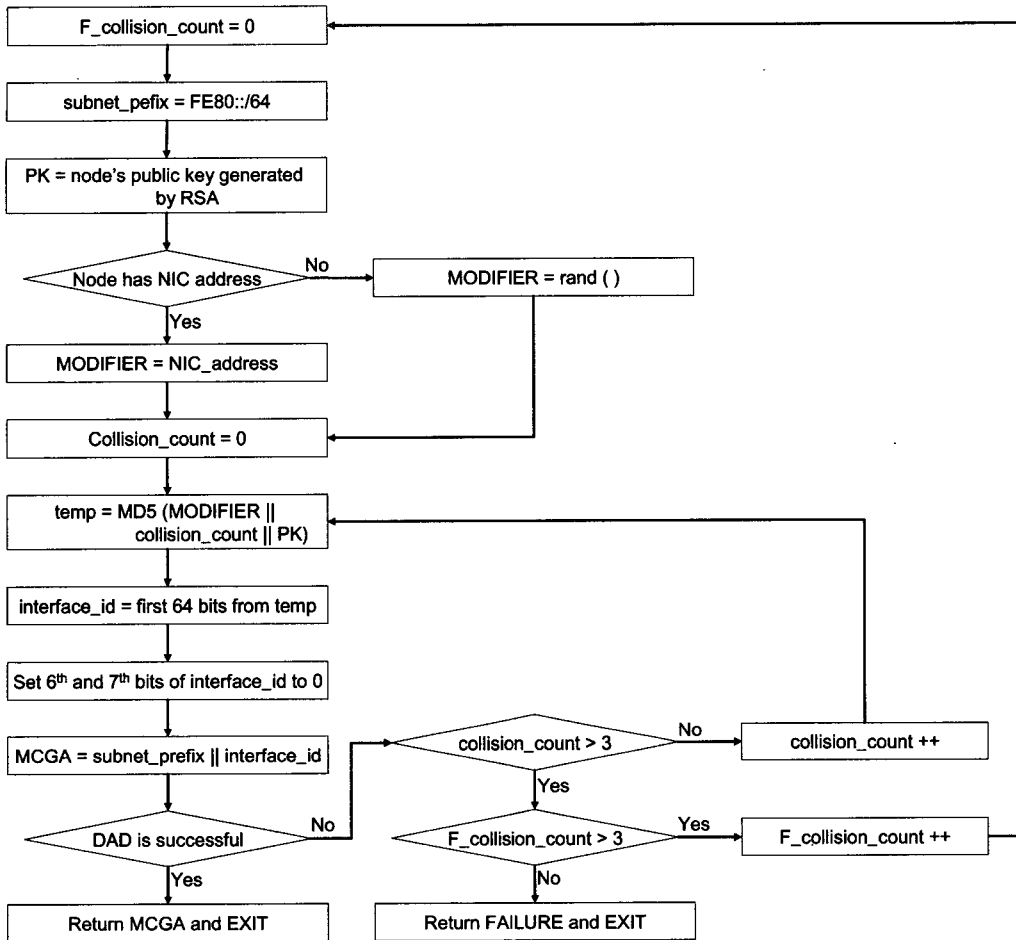 F_collision_count = 0
subnet_pefix = FE80::/64
PK = node's public key generated
by RSA
Node has NIC address
No
MODIFIER = rand ( )
Yes
MODIFIER = NIC_address
Collision_count = 0
temp = MD5 (MODIFIER ||
collision_count || PK)
interface_id = first 64 bits from temp
Set 6th and 7th bits of interface_id to 0
MCGA = subnet_prefix || interface_id
collision_count > 3
No
collision_count ++
Yes
DAD is successful
No
F_collision_count > 3
Yes
F_collision_count ++
Yes
No
Return MCGA and EXIT
Return FAILURE and EXIT